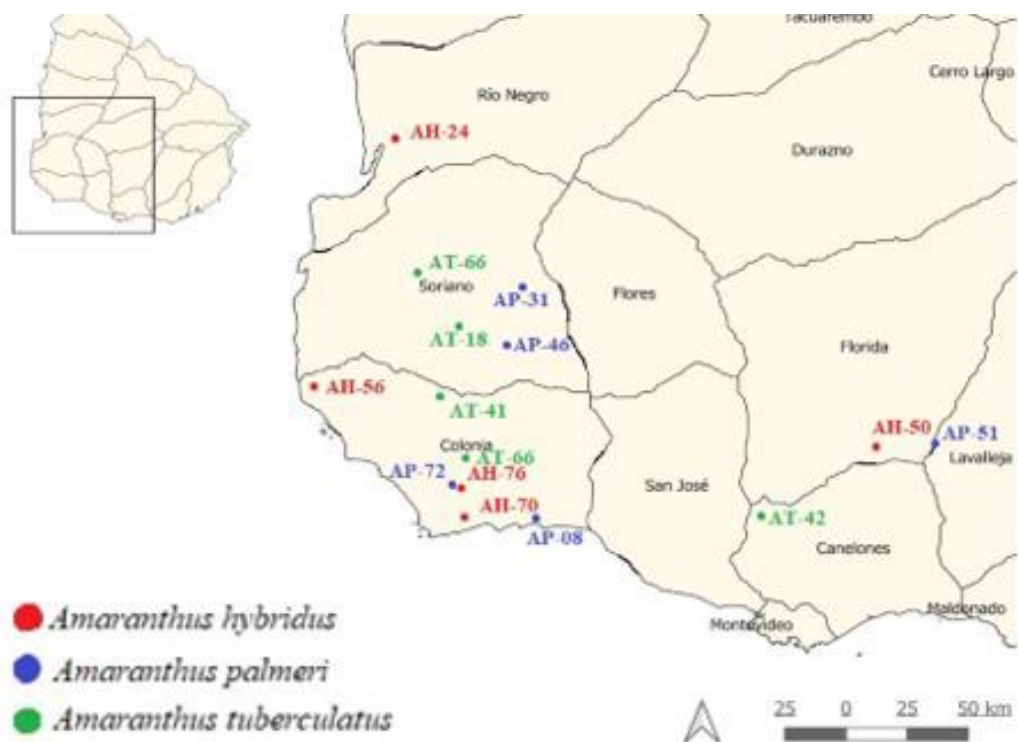 acuarembó
Cerro Largo
Río Negro
AH-24
Durazno
AT-66
Soriano
AP-31
Flores
AT-18
AP-46
Florida
AH-56
AT-41
AH-50
AP-51
Colonia
AT-66
Lavalleja
AP-72
AH-76
San José
AH-70
AT-42
AP-08
Canelones
Maldonado
Montevideo
Amaranthus hybridus
Amaranthus palmeri
Amaranthus tuberculatus
25 0 25 50 km